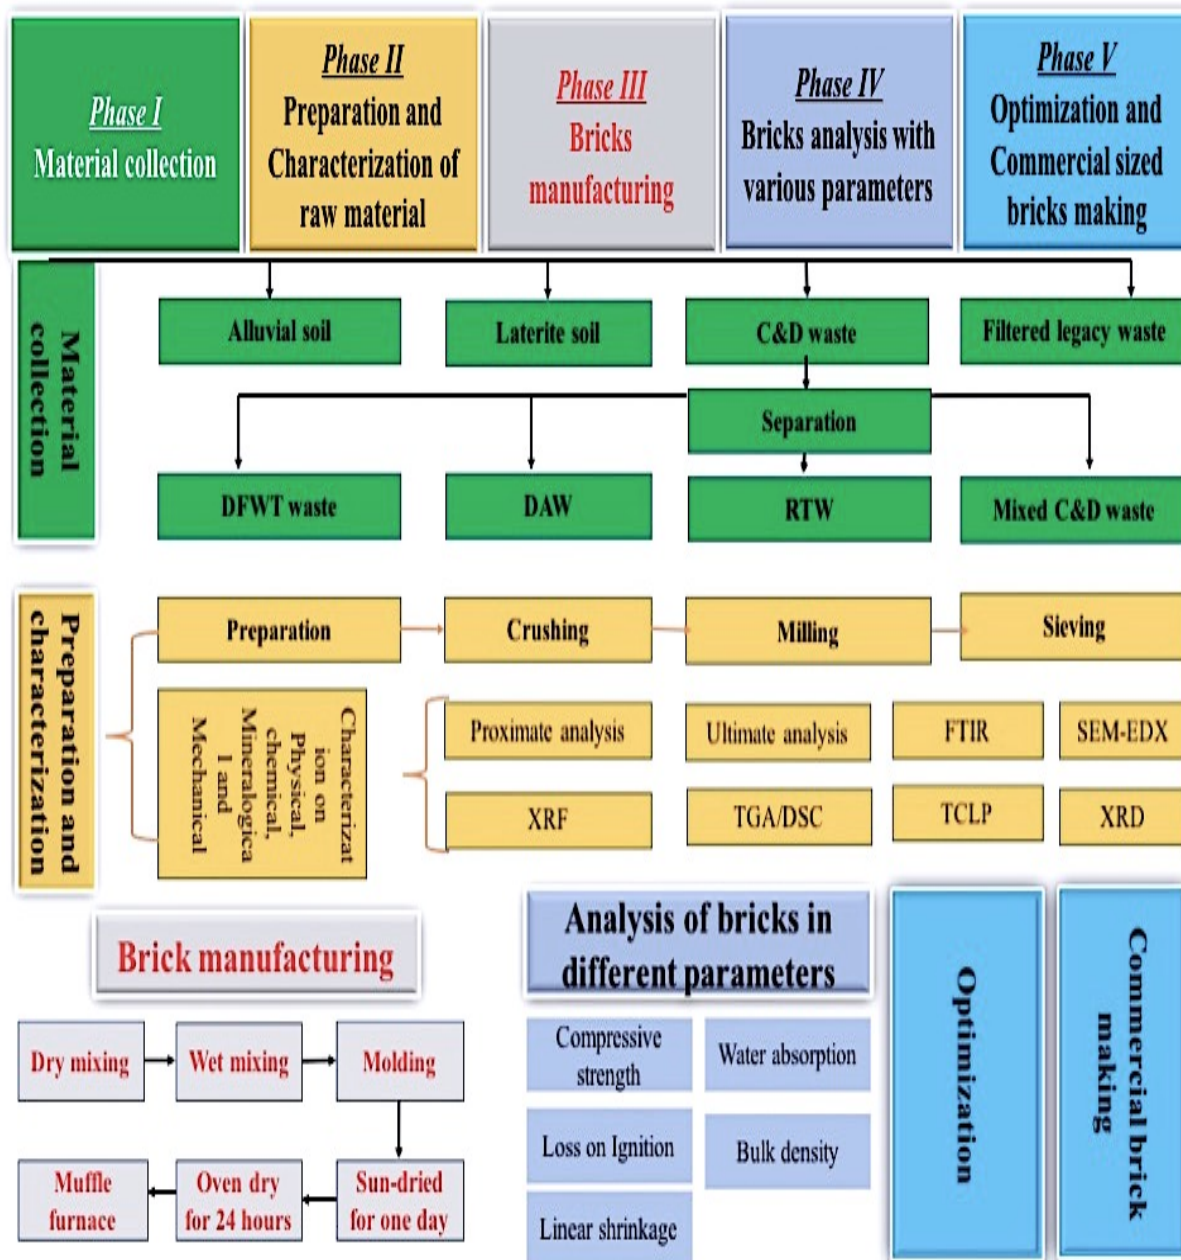 Phase I
Material collection
Phase II
Preparation and
Characterization of
raw material
Phase III
Bricks
manufacturing
Phase IV
Bricks analysis with
various parameters
Phase V
Optimization and
Commercial sized
bricks making
Material
collection
Alluvial soil
Laterite soil
C&D waste
Filtered legacy waste
Separation
DFWT waste
DAW
RTW
Mixed C&D waste
Preparation and
characterization
Preparation
Crushing
Milling
Sieving
Characterizat
ion on
Physical,
chemical,
Mineralogica
l and
Mechanical
Proximate analysis
Ultimate analysis
FTIR
SEM-EDX
XRF
TGA/DSC
TCLP
XRD
Brick manufacturing
Dry mixing
Wet mixing
Molding
Muffle
furnace
Oven dry
for 24 hours
Sun-dried
for one day
Analysis of bricks in
different parameters
Compressive
strength
Water absorption
Loss on Ignition
Bulk density
Linear shrinkage
Optimization
Commercial brick
making